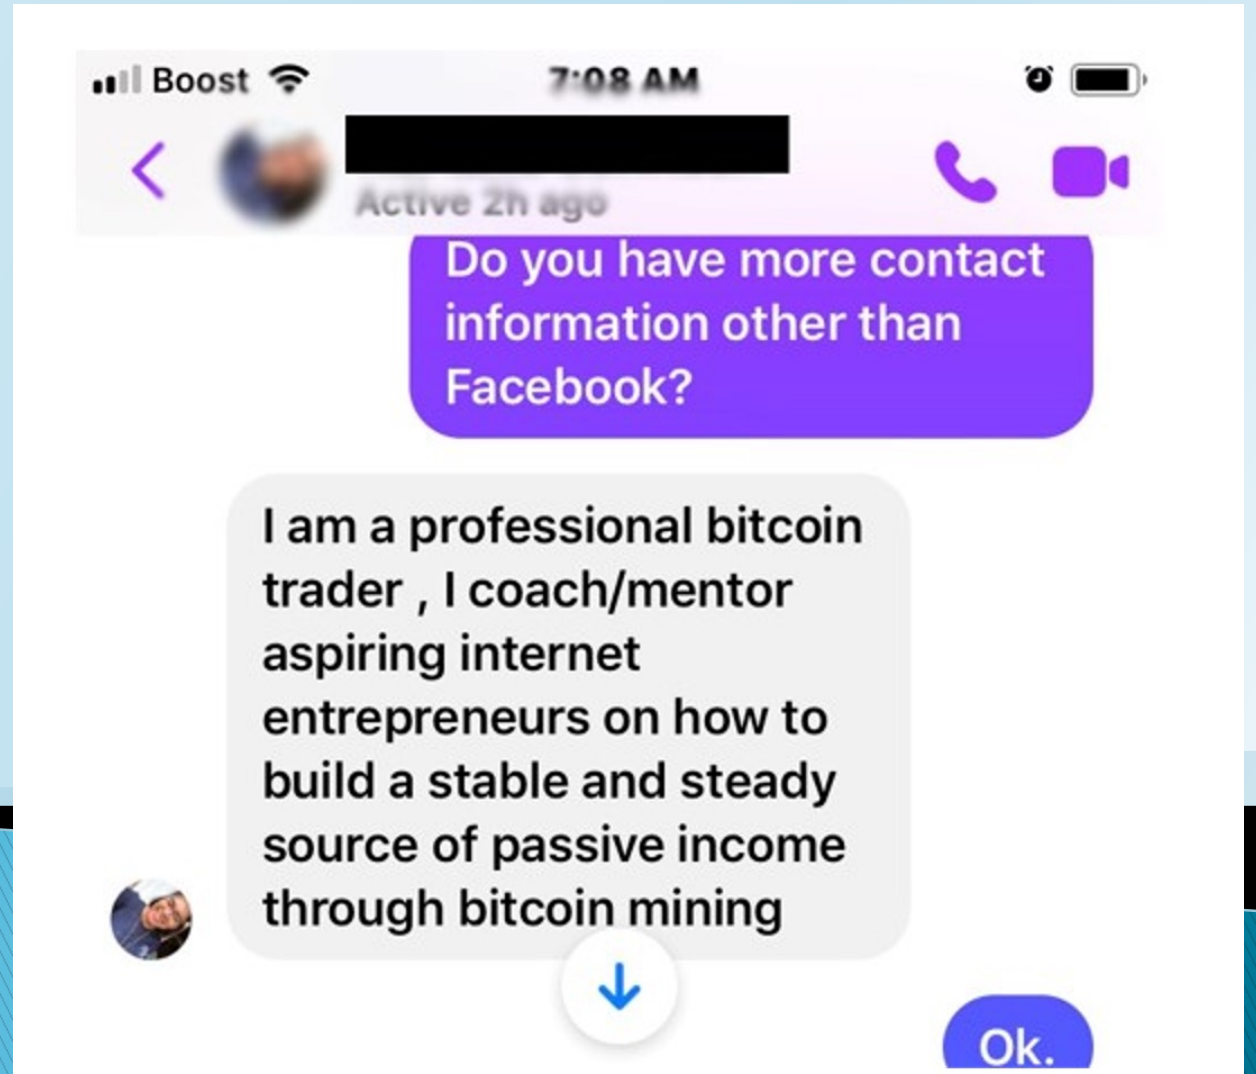 Boost 7:08 AM
Active 2h ago
Do you have more contact
information other than
Facebook?
I am a professional bitcoin
trader , I coach/mentor
aspiring internet
entrepreneurs on how to
build a stable and steady
source of passive income
through bitcoin mining
Ok.